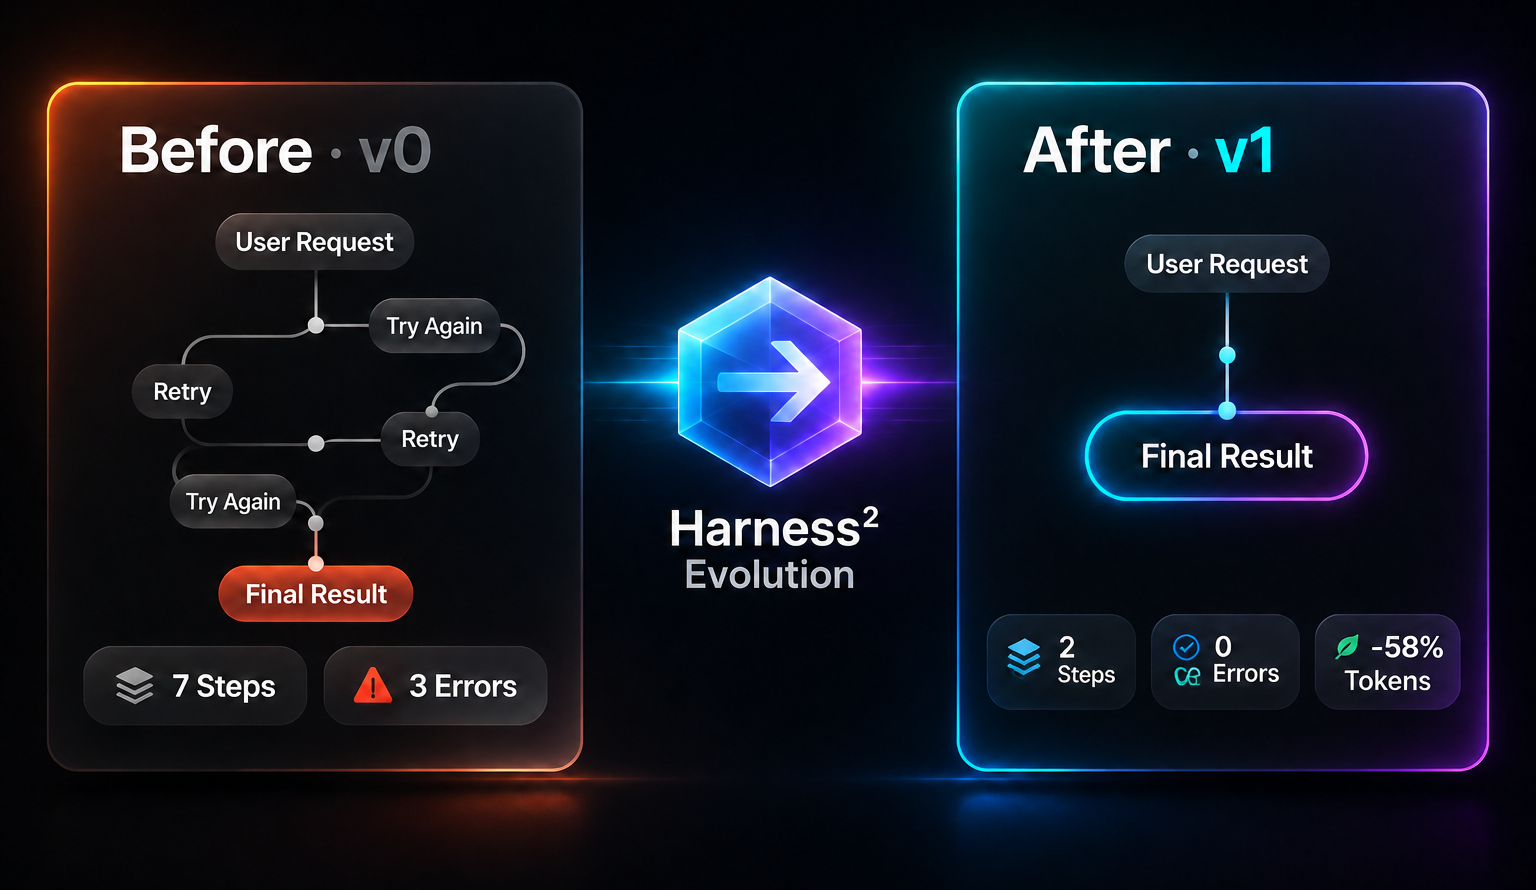 Before · v0
User Request
Try Again
Retry
Retry
Try Again
Final Result
7 Steps
3 Errors
Harness²
Evolution
After · v1
User Request
Final Result
2
Steps
0
Errors
-58%
Tokens